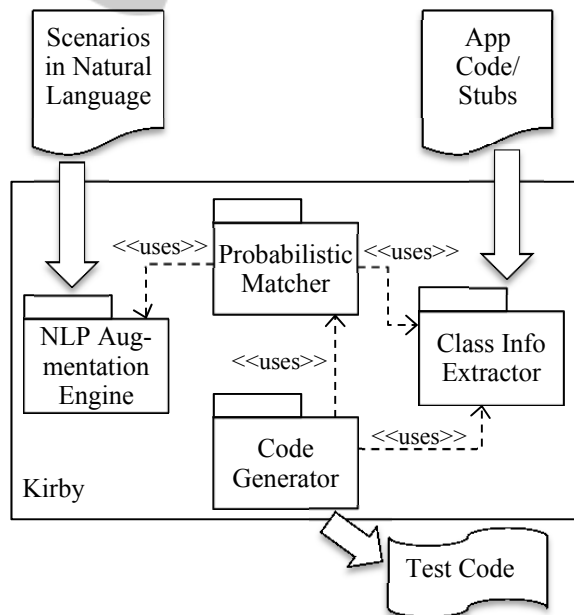 Scenarios
in Natural
Language
App
Code/
Stubs
<<uses>>
Probabilistic
Matcher
<<uses>>
NLP Aug-
mentation
Engine
Class Info
Extractor
<<uses>>
Code
Generator
<<uses>>
Kirby
Test Code